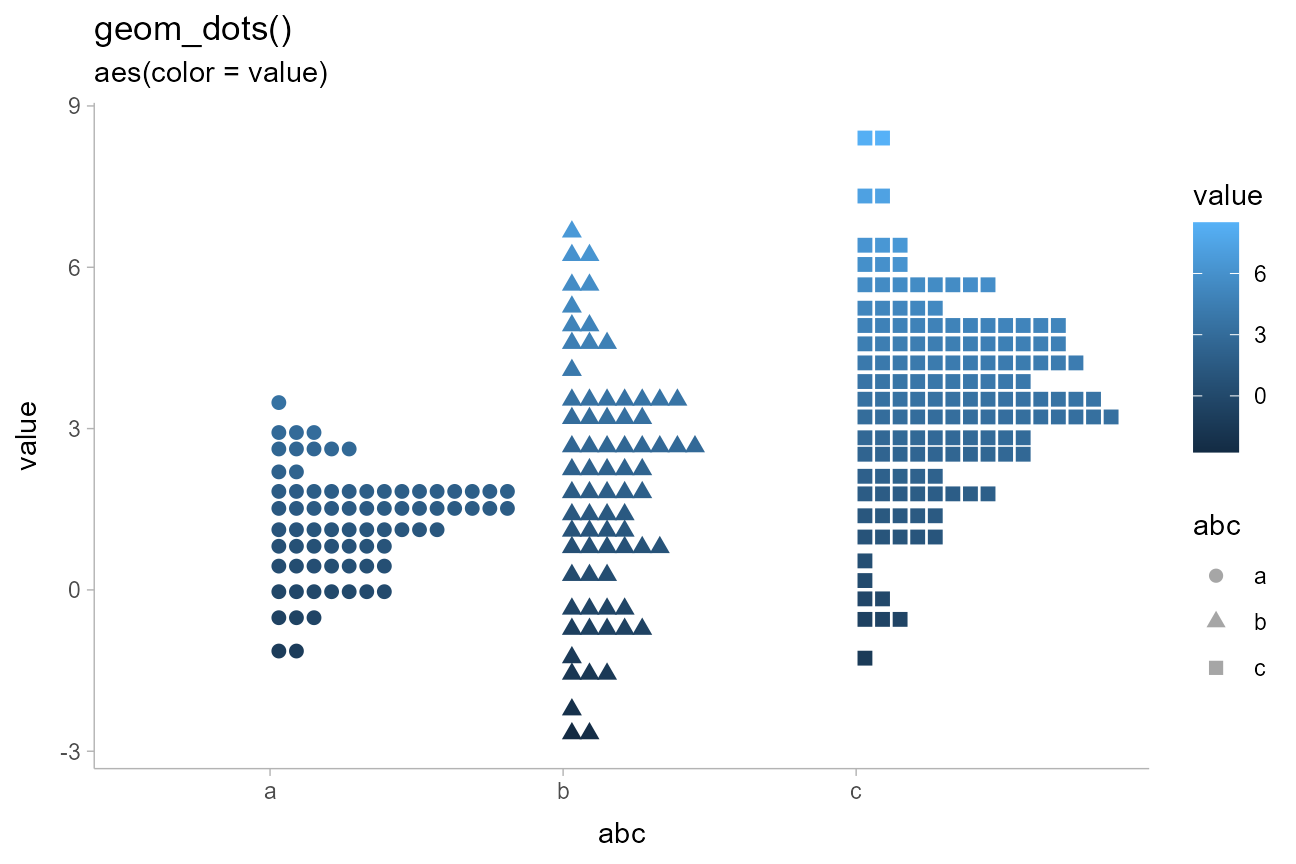 geom_dots()
aes(color = value)
9
6
3
0
-3
value
a
b
c
abc
value
6
3
0
abc
a
b
c